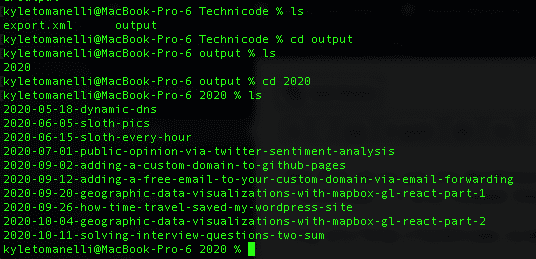 kyletomanelli@MacBook-Pro-6 Technicode % ls
export.xml output
kyletomanelli@MacBook-Pro-6 Technicode % cd output
kyletomanelli@MacBook-Pro-6 output % ls
2020
kyletomanelli@MacBook-Pro-6 output % cd 2020
kyletomanelli@MacBook-Pro-6 2020 % ls
2020-05-18-dynamic-dns
2020-06-05-sloth-pics
2020-06-15-sloth-every-hour
2020-07-01-public-opinion-via-twitter-sentiment-analysis
2020-09-02-adding-a-custom-domain-to-github-pages
2020-09-12-adding-a-free-email-to-your-custom-domain-via-email-forwarding
2020-09-20-geographic-data-visualizations-with-mapbox-gl-react-part-1
2020-09-26-how-time-travel-saved-my-wordpress-site
2020-10-04-geographic-data-visualizations-with-mapbox-gl-react-part-2
2020-10-11-solving-interview-questions-two-sum
kyletomanelli@MacBook-Pro-6 2020 %